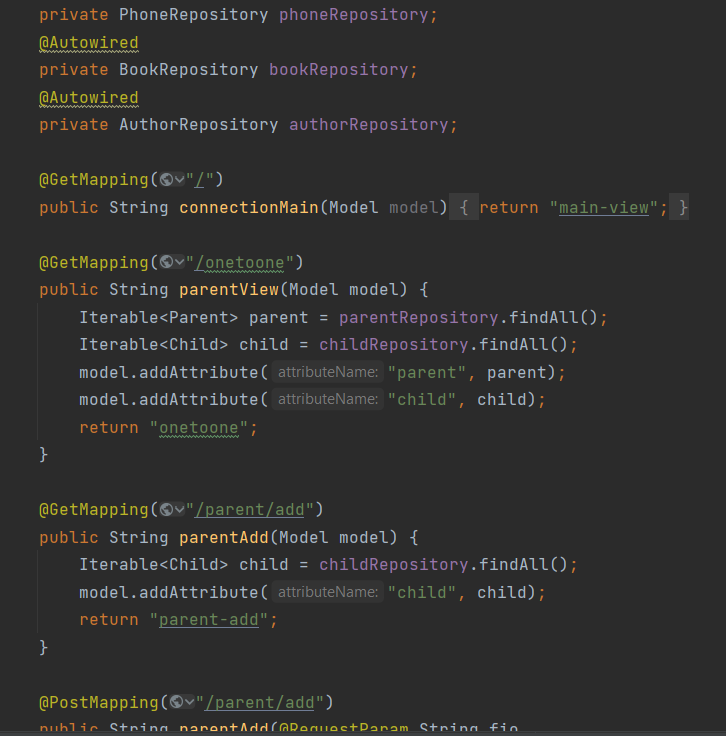 private PhoneRepository phoneRepository;
@Autowired
private BookRepository bookRepository;
@Autowired
private AuthorRepository authorRepository;
@GetMapping("/")
public String connectionMain(Model model) { return "main-view"; }
@GetMapping("/onetoone")
public String parentView(Model model) {
Iterable<Parent> parent = parentRepository.findAll();
Iterable<Child> child = childRepository.findAll();
model.addAttribute( attributeName: "parent", parent);
model.addAttribute( attributeName: "child", child);
return "onetoone";
}
@GetMapping("/parent/add")
public String parentAdd(Model model) {
Iterable<Child> child = childRepository.findAll();
model.addAttribute( attributeName: "child", child);
return "parent-add";
}
@PostMapping("/parent/add")
public String parentAdd(@RequestParam String fio